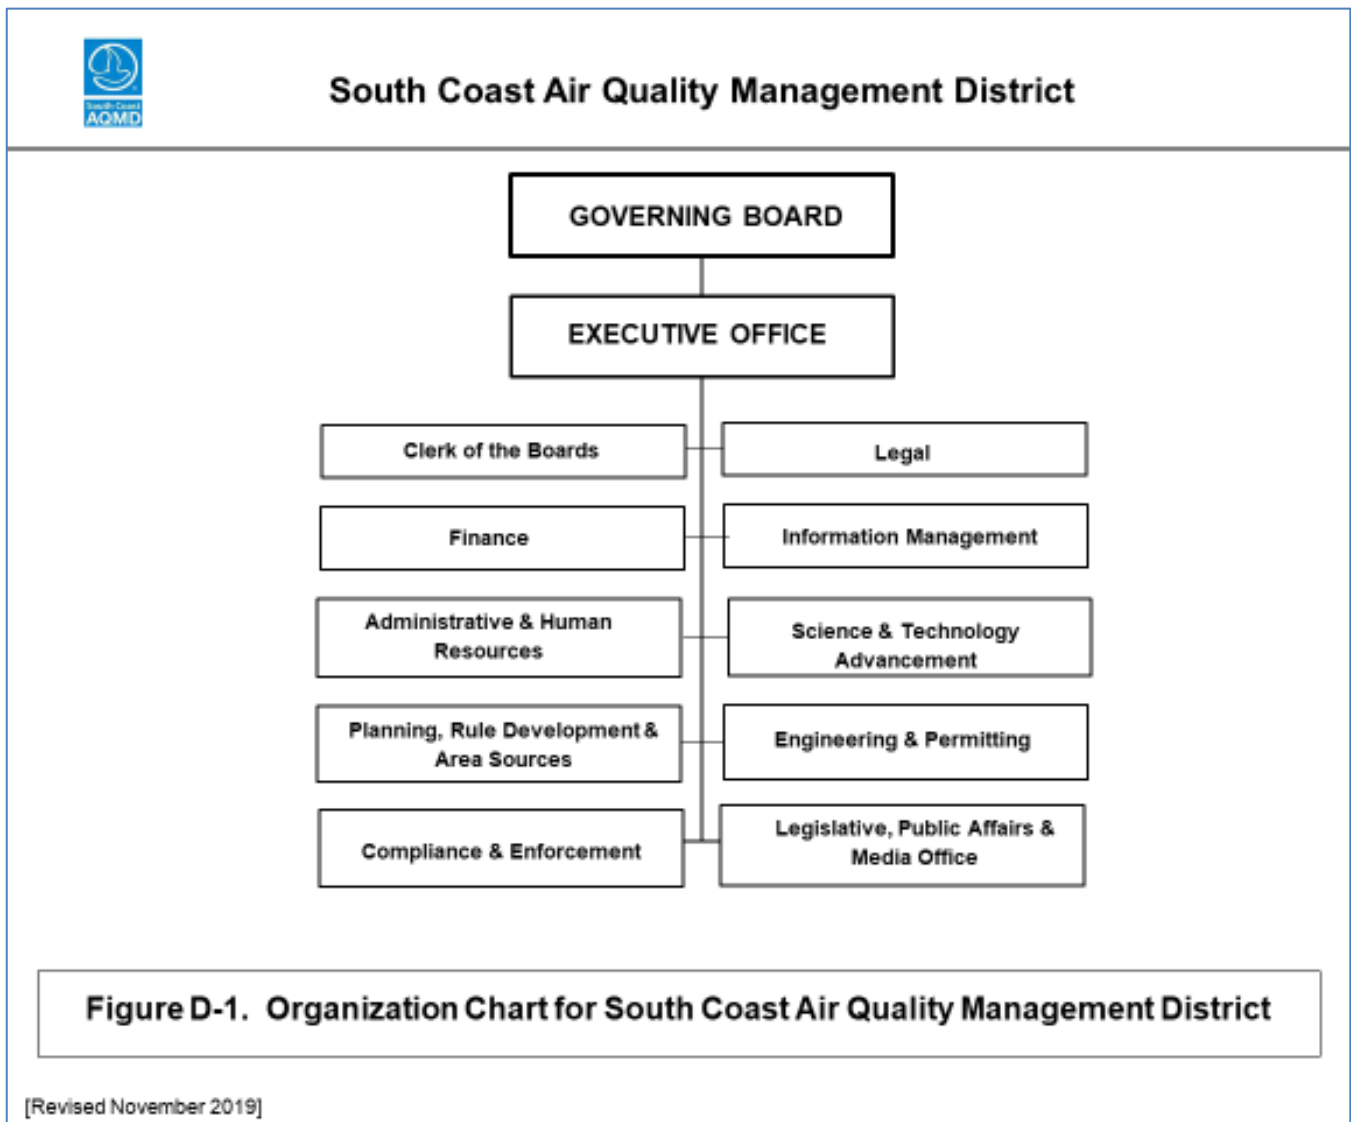 South Coast
AQMD
South Coast Air Quality Management District
GOVERNING BOARD
EXECUTIVE OFFICE
Clerk of the Boards
Legal
Finance
Information Management
Administrative & Human
Resources
Science & Technology
Advancement
Planning, Rule Development &
Area Sources
Engineering & Permitting
Compliance & Enforcement
Legislative, Public Affairs &
Media Office
Figure D-1. Organization Chart for South Coast Air Quality Management District
[Revised November 2019]